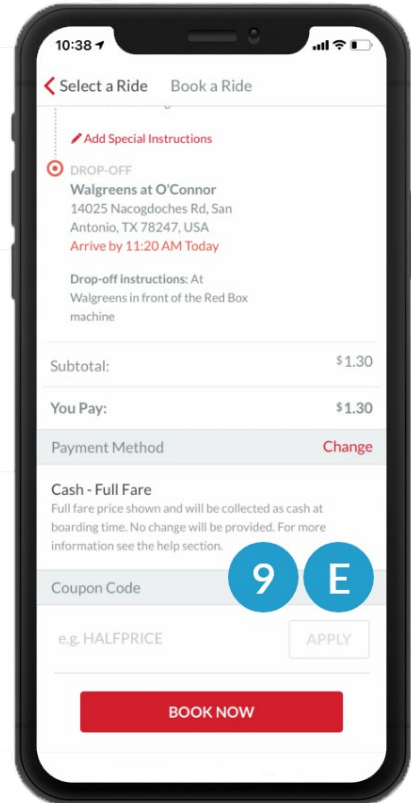 10:38
Select a Ride Book a Ride
Add Special Instructions
DROP-OFF
Walgreens at O'Connor
14025 Nacogdoches Rd, San
Antonio, TX 78247, USA
Arrive by 11:20 AM Today
Drop-off instructions: At
Walgreens in front of the Red Box
machine
Subtotal: $1.30
You Pay: $1.30
Payment Method Change
Cash - Full Fare
Full fare price shown and will be collected as cash at
boarding time. No change will be provided. For more
information see the help section.
9 E
Coupon Code
e.g. HALFPRICE APPLY
BOOK NOW